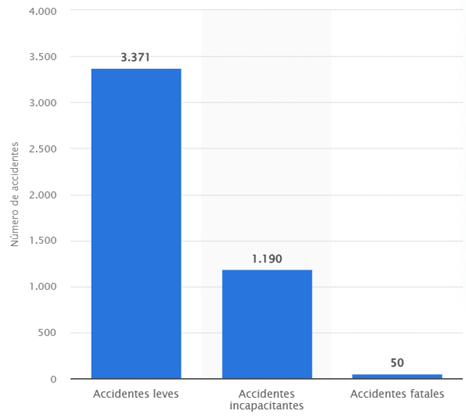 4.000
3.500
3.000
2.500
2.000
1.500
1.000
500
0
Número de accidentes
3.371
1.190
50
Accidentes leves
Accidentes
incapacitantes
Accidentes fatales